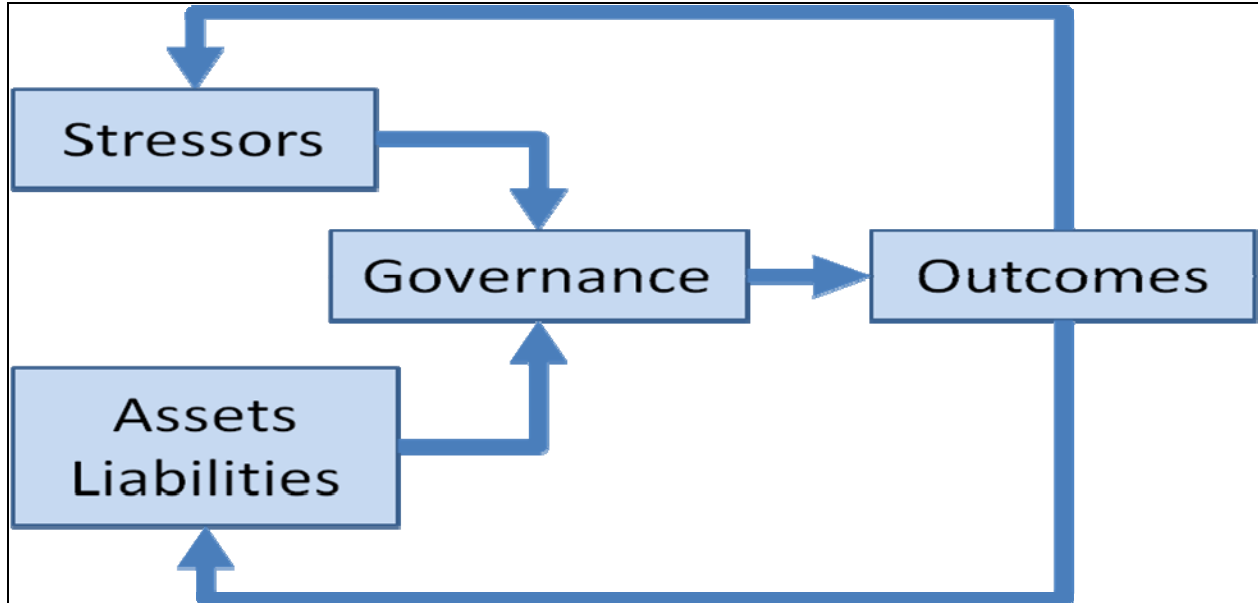 Stressors
Governance
Outcomes
Assets
Liabilities